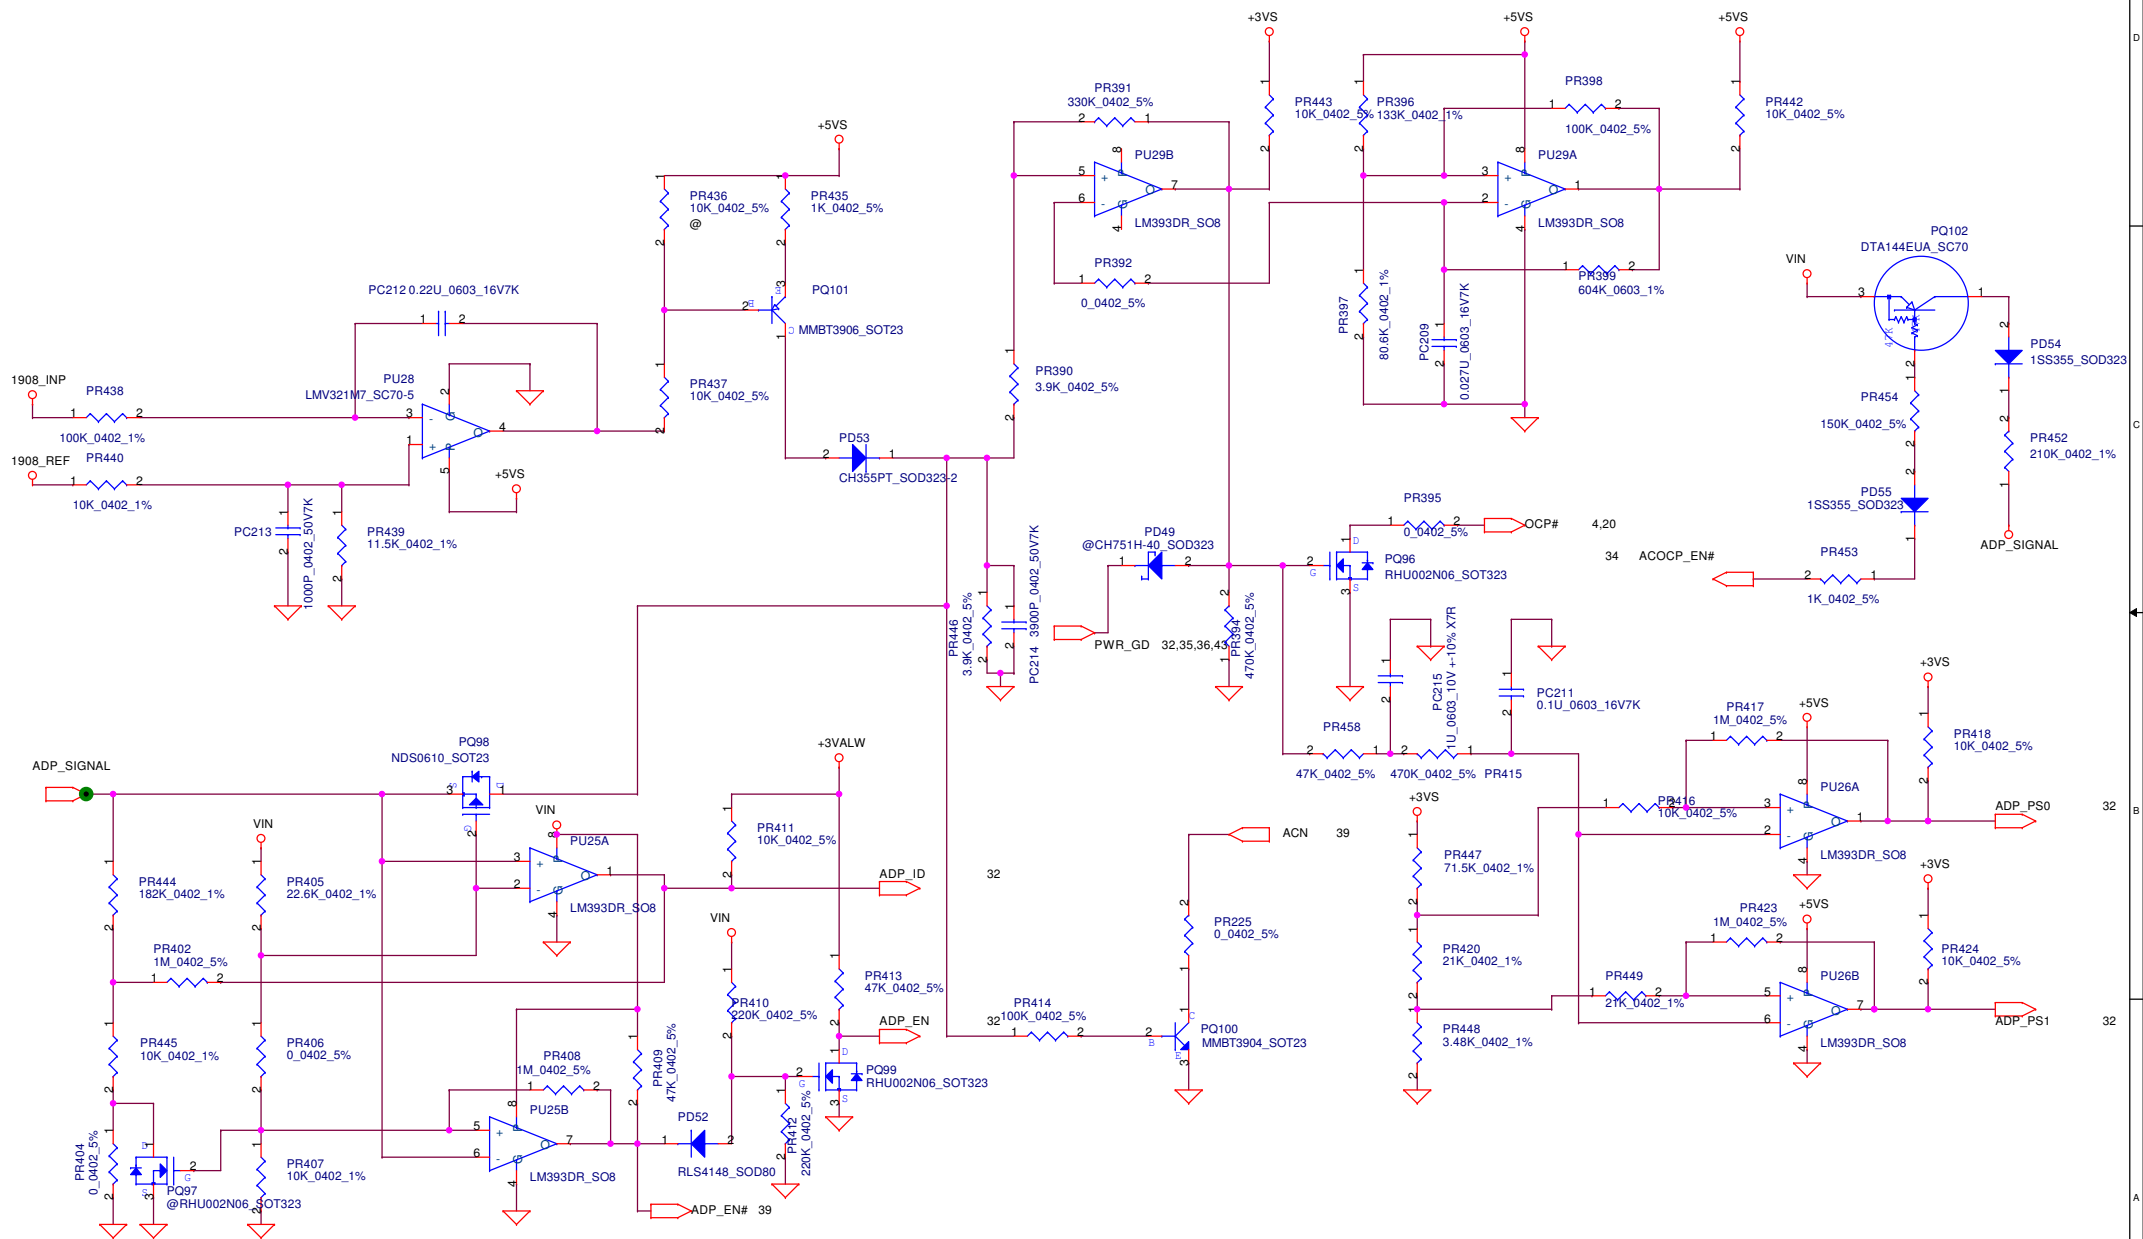 +3VS
+5VS
+5VS
D
PR391
330K_0402_5%
PR443
10K_0402_5%
PR396
133K_0402_1%
PR398
100K_0402_5%
PR442
10K_0402_5%
+5VS
PU29B
LM393DR_SO8
PU29A
LM393DR_SO8
PR436
10K_0402_5%
@
PR435
1K_0402_5%
PQ102
DTA144EUA_SC70
VIN
PR392
0_0402_5%
PR399
604K_0603_1%
PC212 0.22U_0603_16V7K
PQ101
MMBT3906_SOT23
PR397
80.6K_0402_1%
PC209
0.027U_0603_16V7K
PD54
1SS355_SOD323
1908_INP
PR438
100K_0402_1%
PU28
LMV321M7_SC70-5
PR437
10K_0402_5%
PR390
3.9K_0402_5%
PR454
150K_0402_5%
C
PD53
CH355PT_SOD323-2
PR452
210K_0402_1%
1908_REF
PR440
10K_0402_1%
+5VS
PD55
1SS355_SOD323
PC213
1000P_0402_50V7K
PR439
11.5K_0402_1%
PR395
0_0402_5%
OCP# 4,20
PD49
@CH751H-40_SOD323
PQ96
RHU002N06_SOT323
34 ACOCP_EN#
PR453
1K_0402_5%
ADP_SIGNAL
PR446
3.9K_0402_5%
PC214
3900P_0402_50V7K
PWR_GD 32,35,36,43
PR394
470K_0402_5%
PC215
1U_0603_10V +-10% X7R
PC211
0.1U_0603_16V7K
+3VS
PR458
47K_0402_5%
470K_0402_5% PR415
PR417
1M_0402_5%
+5VS
PR418
10K_0402_5%
ADP_SIGNAL
PQ98
NDS0610_SOT23
+3VALW
VIN
VIN
PU25A
LM393DR_SO8
PR411
10K_0402_5%
ACN 39
+3VS
PR416
10K_0402_5%
PU26A
LM393DR_SO8
ADP_PS0 32
PR444
182K_0402_1%
PR405
22.6K_0402_1%
ADP_ID 32
PR447
71.5K_0402_1%
+3VS
VIN
PR225
0_0402_5%
PR423
1M_0402_5%
+5VS
PR402
1M_0402_5%
PR420
21K_0402_1%
PR424
10K_0402_5%
PR410
220K_0402_5%
PR413
47K_0402_5%
PR449
21K_0402_1%
PU26B
LM393DR_SO8
ADP_PS1 32
PR445
10K_0402_1%
PR406
0_0402_5%
PR408
1M_0402_5%
PR409
47K_0402_5%
ADP_EN 32
PR414
100K_0402_5%
PQ100
MMBT3904_SOT23
PR448
3.48K_0402_1%
PQ99
RHU002N06_SOT323
PU25B
LM393DR_SO8
PD52
RLS4148_SOD80
PR412
220K_0402_5%
PR404
0_0402_5%
PQ97
@RHU002N06_SOT323
PR407
10K_0402_1%
ADP_EN# 39
B
A